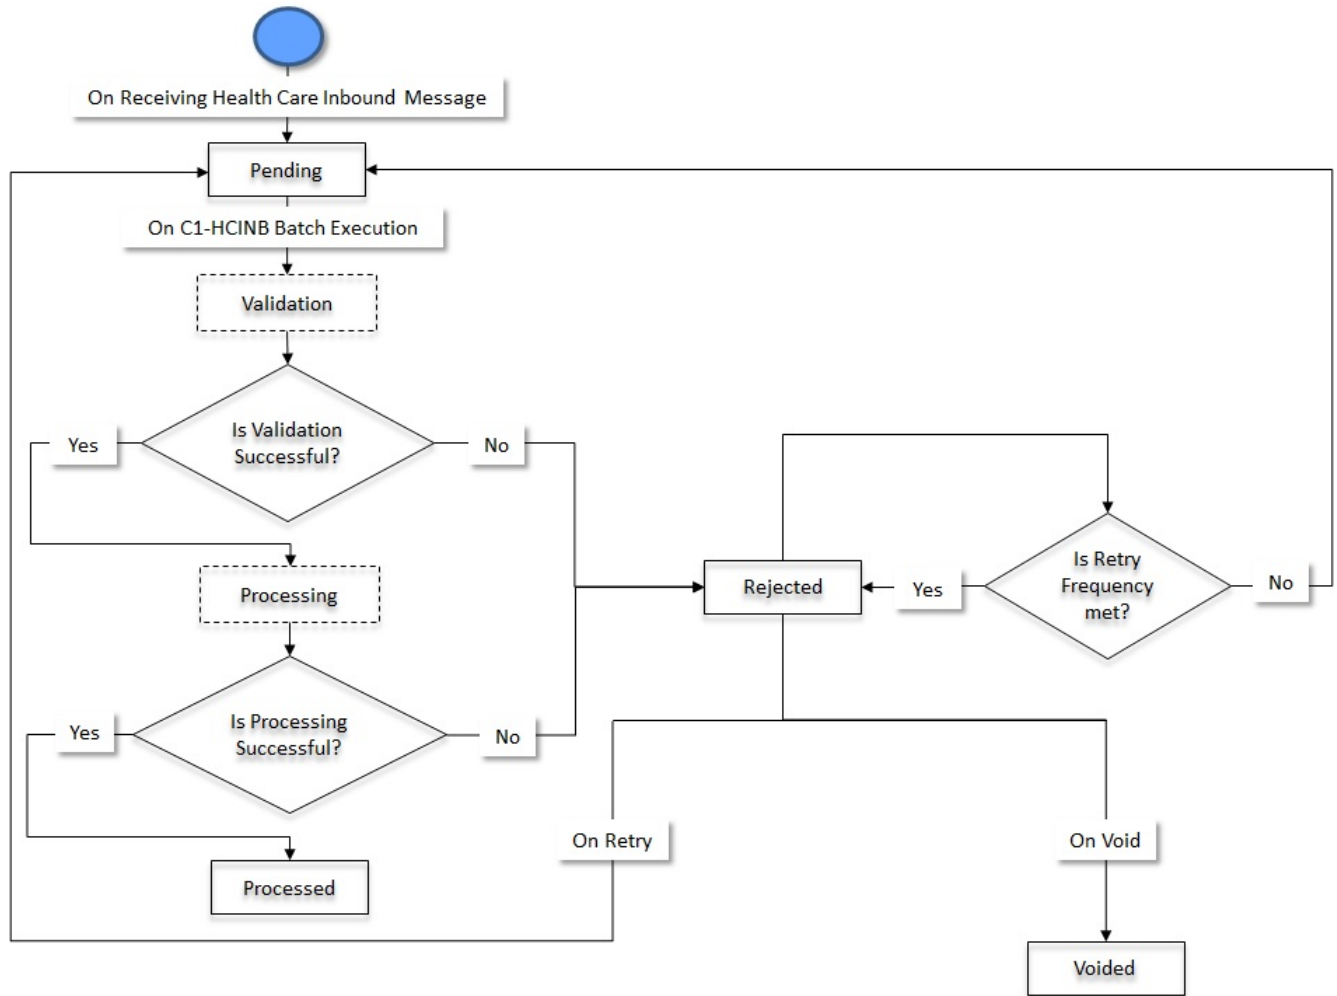 On Receiving Health Care Inbound Message
Pending
On C1-HCINB Batch Execution
Validation
Is Validation
Successful?
Yes
No
Processing
Is Processing
Successful?
Yes
No
Processed
Rejected
Is Retry
Frequency
met?
Yes
No
On Retry
On Void
Voided